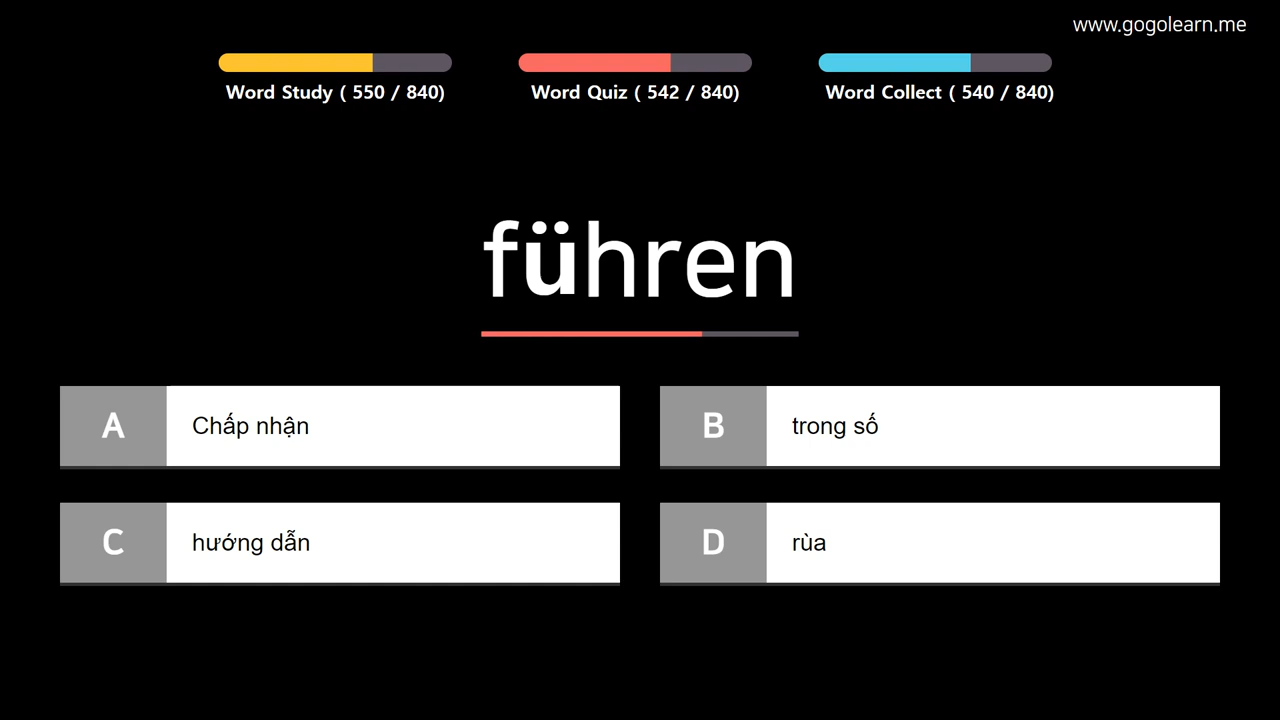 www.gogolearn.me
Word Study ( 550 / 840)
Word Quiz ( 542 / 840)
Word Collect ( 540 / 840)
führen
A
Chấp nhận
B
trong số
C
hướng dẫn
D
rùa